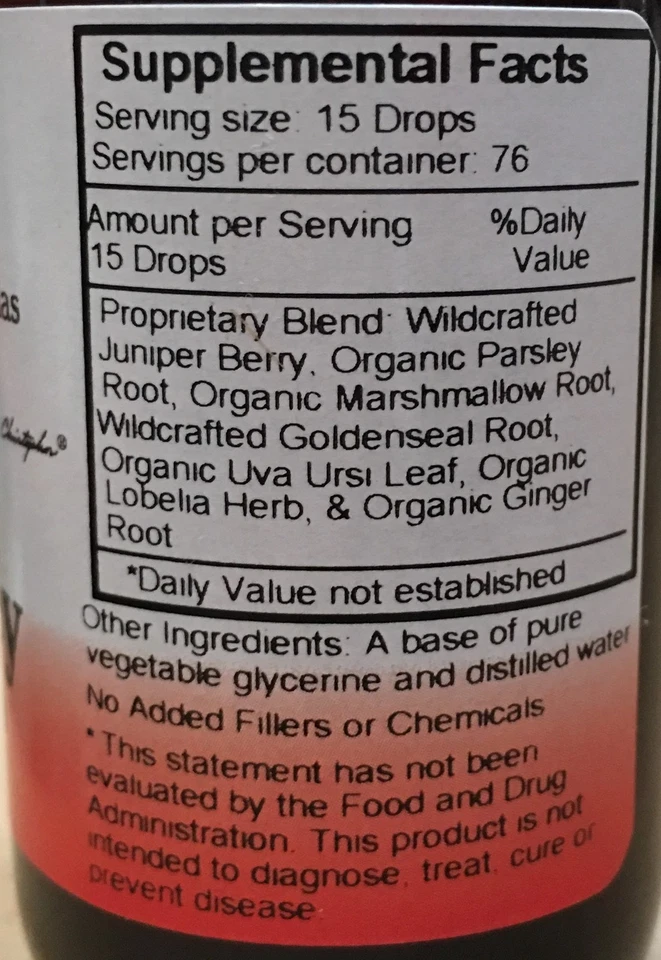 Supplemental Facts
Serving size: 15 Drops
Servings per container: 76
Amount per Serving %Daily
15 Drops Value
Proprietary Blend: Wildcrafted
Juniper Berry, Organic Parsley
Root, Organic Marshmallow Root,
Wildcrafted Goldenseal Root,
Organic Uva Ursi Leaf, Organic
Lobelia Herb, & Organic Ginger
Root
*Daily Value not established
Other Ingredients: A base of pure
vegetable glycerine and distilled water
No Added Fillers or Chemicals
*This statement has not been
evaluated by the Food and Drug
Administration. This product is not
intended to diagnose, treat, cure or
prevent disease
as
Christopher®